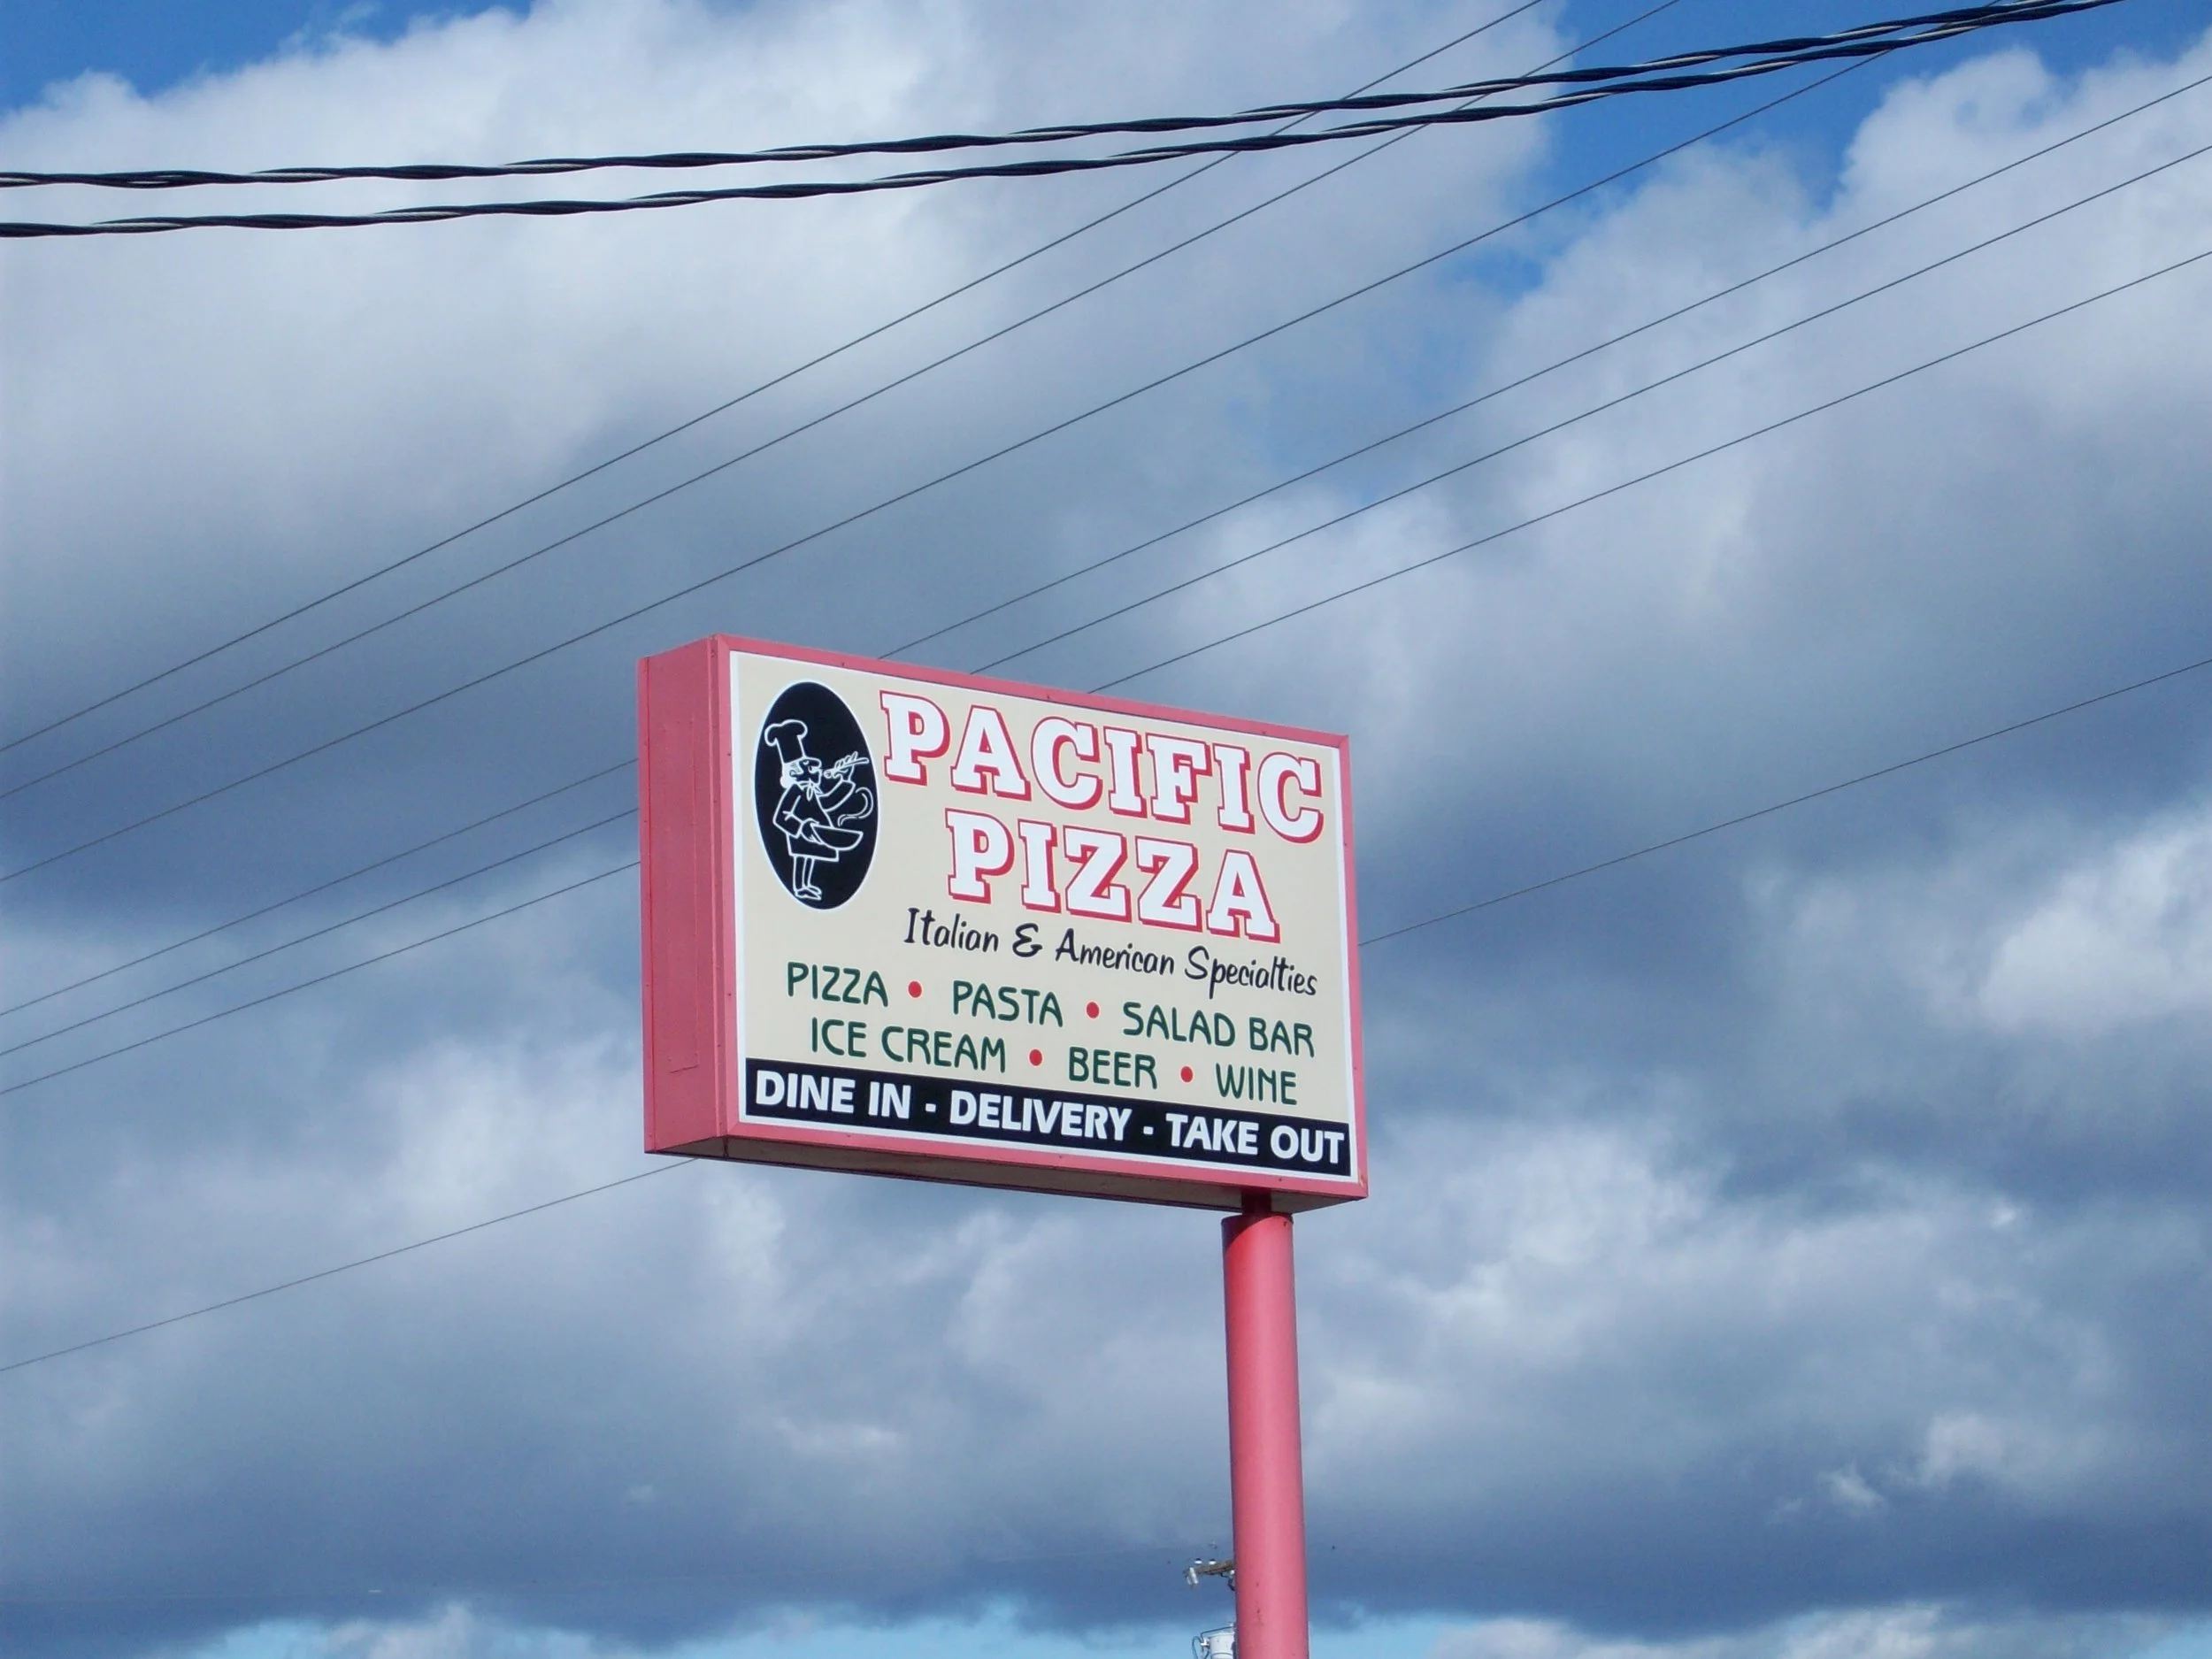 PACIFIC
PIZZA
Italian & American Specialties
PIZZA • PASTA • SALAD BAR
ICE CREAM • BEER • WINE
DINE IN - DELIVERY - TAKE OUT